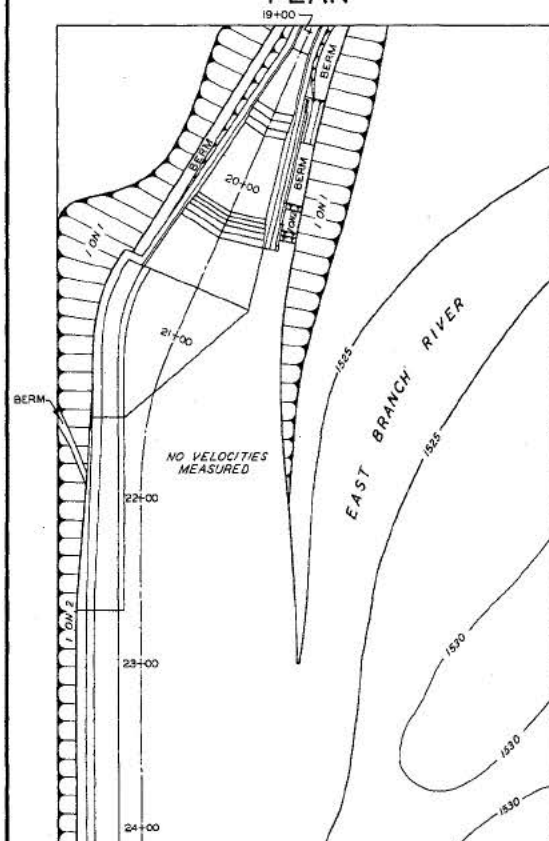 PLAN
19+00
BERM
BERM
BERM
20+00
1 ON 1
1 ON 1
21+00
1525
EAST BRANCH RIVER
1525
BERM
NO VELOCITIES
MEASURED
22+00
1 ON 2
1530
23+00
1530
1530
24+00